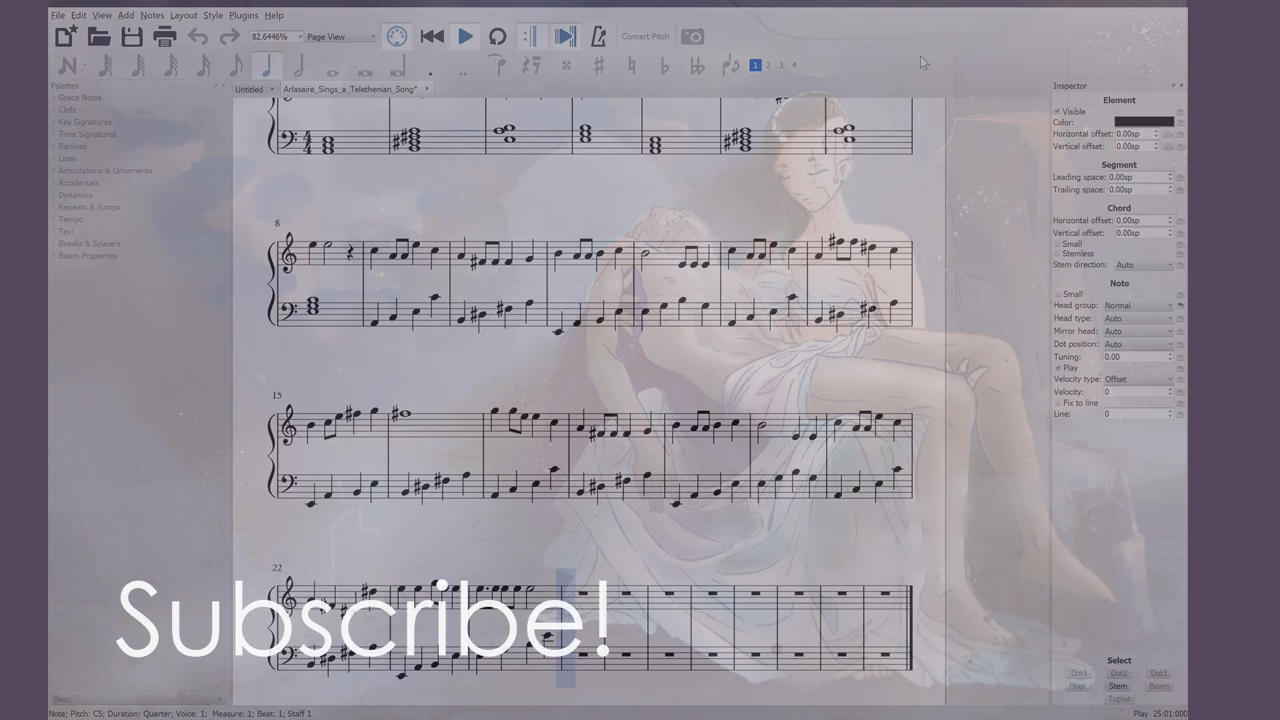 File Edit View Add Notes Layout Style Plugins Help
82.6446% Page View Concert Pitch
1 2 3 4
Palettes
Untitled × Arlasaire_Sings_a_Telethenian_Song* ×
Inspector
Grace Notes
Clefs
Key Signatures
Time Signatures
Barlines
Lines
Articulations & Ornaments
Accidentals
Dynamics
Repeats & Jumps
Tempo
Text
Breaks & Spacers
Beam Properties
Element
Visible
Color:
Horizontal offset: 0.00sp
Vertical offset: 0.00sp
Segment
Leading space: 0.00sp
Trailing space: 0.00sp
Chord
Horizontal offset: 0.00sp
Vertical offset: 0.00sp
Small
Stemless
Stem direction: Auto
Note
Small
Head group: Normal
Head type: Auto
Mirror head: Auto
Dot position: Auto
Tuning: 0.00
Play
Velocity type: Offset
Velocity: 0
Fix to line
Line: 0
8
15
22
Subscribe!
Select
Dot1 Dot2 Dot3
Hook Stem Beam
Tuplet
Basic
Note; Pitch: C5; Duration: Quarter; Voice: 1; Measure: 1; Beat: 1; Staff 1
Play 25:01:000